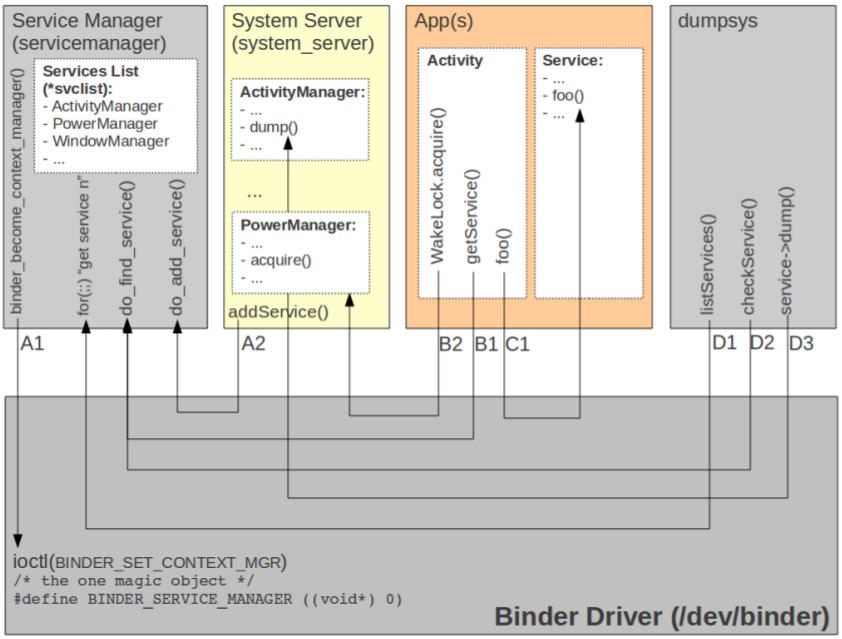 Service Manager
(servicemanager)
binder_become_context_manager()
Services List
(*svclist):
- ActivityManager
- PowerManager
- WindowManager
- ...
for(;;) "get service n"
do_find_service()
do_add_service()
A1
System Server
(system_server)
ActivityManager:
- ...
- dump()
- ...
...
PowerManager:
- ...
- acquire()
- ...
addService()
A2
App(s)
Activity
WakeLock.acquire()
getService()
foo()
Service:
- ...
- foo()
- ...
B2
B1
C1
dumpsys
listServices()
checkService()
service->dump()
D1
D2
D3
ioctl(BINDER_SET_CONTEXT_MGR)
/* the one magic object */
#define BINDER_SERVICE_MANAGER ((void*) 0)
Binder Driver (/dev/binder)